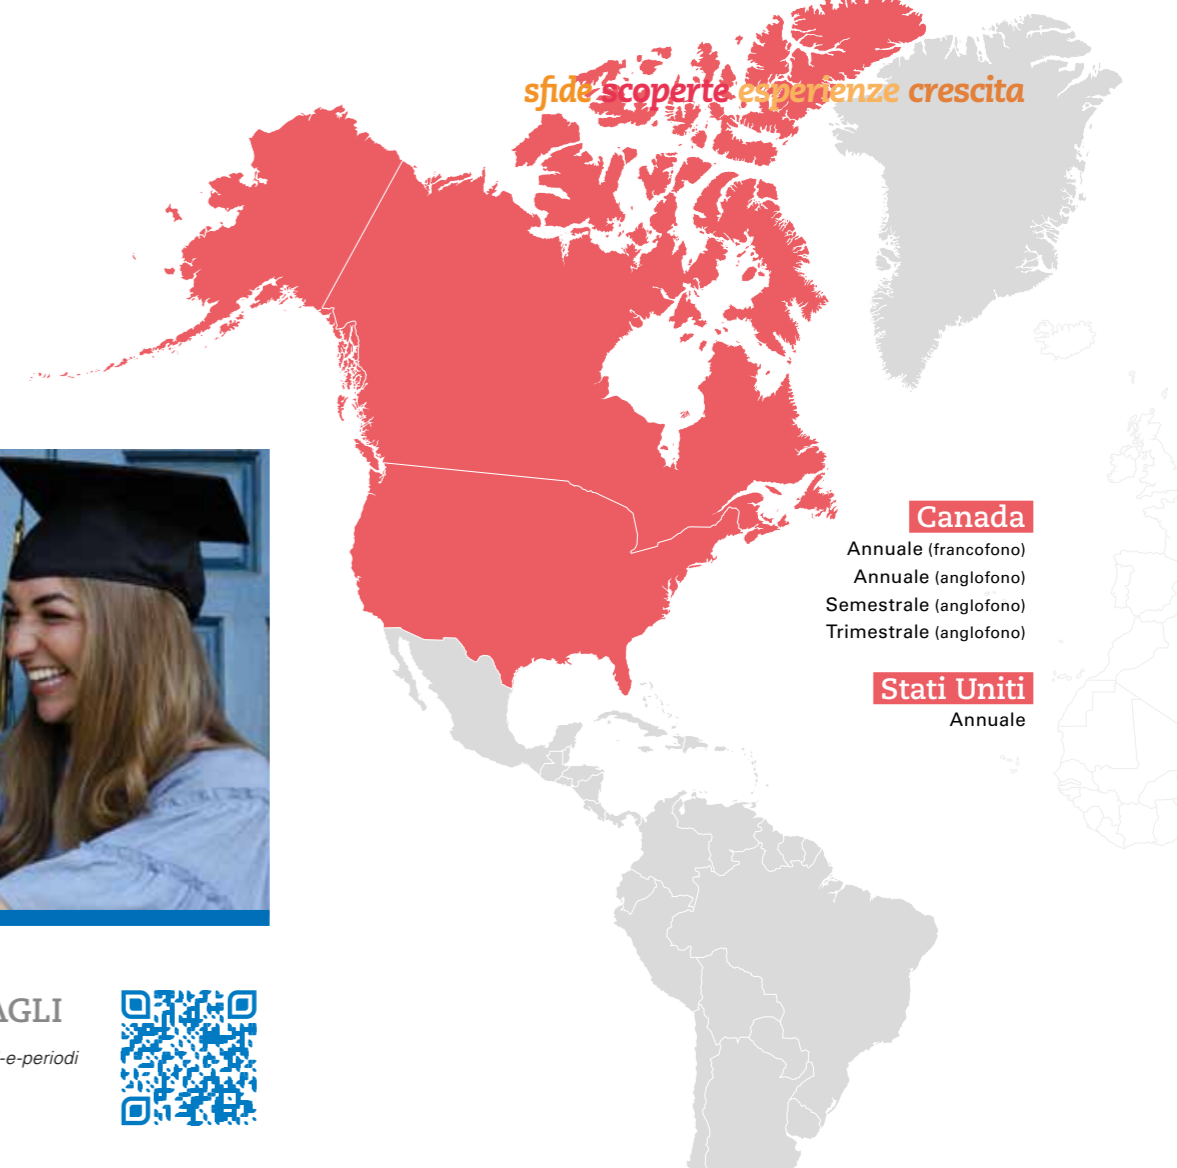 sfide scoperte esperienze crescita
Canada
Annuale (francofono)
Annuale (anglofono)
Semestrale (anglofono)
Trimestrale (anglofono)
Stati Uniti
Annuale
AGLI
-e-periodi